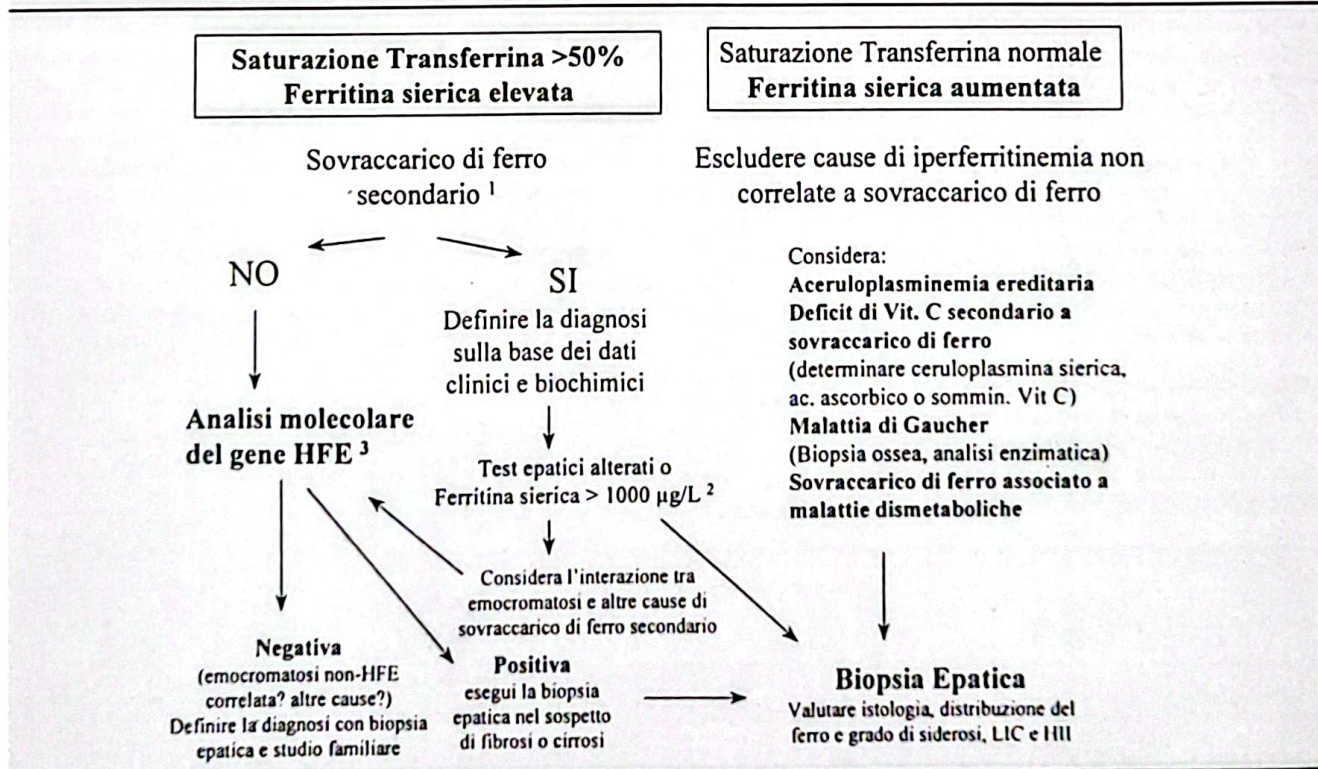 Saturazione Transferrina >50%
Ferritina sierica elevata
Saturazione Transferrina normale
Ferritina sierica aumentata
Sovraccarico di ferro
secondario ¹
Escludere cause di iperferritinemia non
correlate a sovraccarico di ferro
NO
SI
Definire la diagnosi
sulla base dei dati
clinici e biochimici
Considera:
Aceruloplasminemia ereditaria
Deficit di Vit. C secondario a
sovraccarico di ferro
(determinare ceruloplasmina sierica,
ac. ascorbico o sommin. Vit C)
Malattia di Gaucher
(Biopsia ossea, analisi enzimatica)
Sovraccarico di ferro associato a
malattie dismetaboliche
Analisi molecolare
del gene HFE ³
Test epatici alterati o
Ferritina sierica > 1000 µg/L ²
Considera l'interazione tra
emocromatosi e altre cause di
sovraccarico di ferro secondario
Negativa
(emocromatosi non-HFE
correlata? altre cause?)
Definire la diagnosi con biopsia
epatica e studio familiare
Positiva
esegui la biopsia
epatica nel sospetto
di fibrosi o cirrosi
Biopsia Epatica
Valutare istologia, distribuzione del
ferro e grado di siderosi, LIC e HII